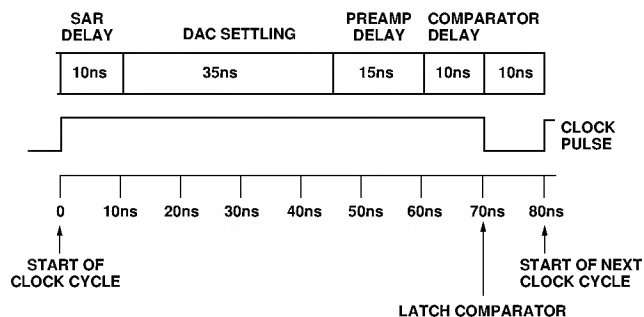 SAR DELAY
DAC SETTLING
PREAMP DELAY
COMPARATOR DELAY
10ns 35ns 15ns 10ns 10ns
CLOCK PULSE
0 10ns 20ns 30ns 40ns 50ns 60ns 70ns 80ns
START OF CLOCK CYCLE
START OF NEXT CLOCK CYCLE
LATCH COMPARATOR